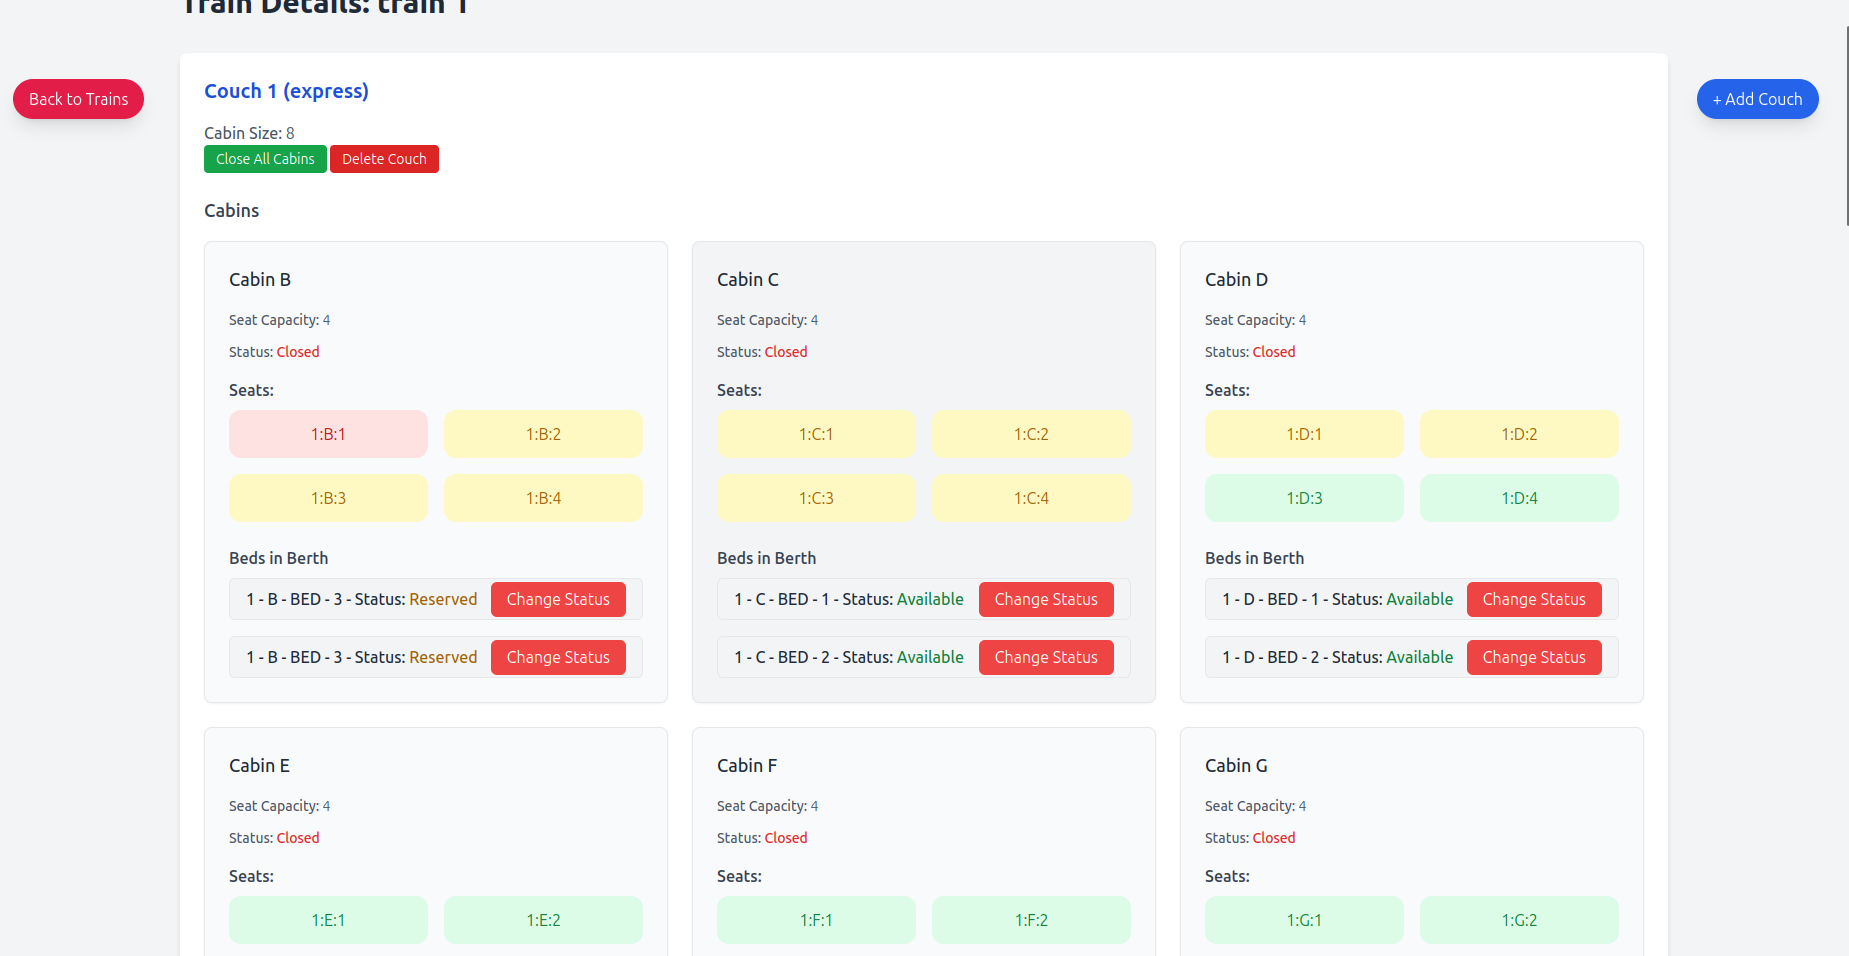 Train Details: train 1
Back to Trains
+ Add Couch
Couch 1 (express)
Cabin Size: 8
Close All Cabins Delete Couch
Cabins
Cabin B
Seat Capacity: 4
Status: Closed
Seats:
1:B:1 1:B:2
1:B:3 1:B:4
Beds in Berth
1 - B - BED - 3 - Status: Reserved Change Status
1 - B - BED - 3 - Status: Reserved Change Status
Cabin C
Seat Capacity: 4
Status: Closed
Seats:
1:C:1 1:C:2
1:C:3 1:C:4
Beds in Berth
1 - C - BED - 1 - Status: Available Change Status
1 - C - BED - 2 - Status: Available Change Status
Cabin D
Seat Capacity: 4
Status: Closed
Seats:
1:D:1 1:D:2
1:D:3 1:D:4
Beds in Berth
1 - D - BED - 1 - Status: Available Change Status
1 - D - BED - 2 - Status: Available Change Status
Cabin E
Seat Capacity: 4
Status: Closed
Seats:
1:E:1 1:E:2
Cabin F
Seat Capacity: 4
Status: Closed
Seats:
1:F:1 1:F:2
Cabin G
Seat Capacity: 4
Status: Closed
Seats:
1:G:1 1:G:2